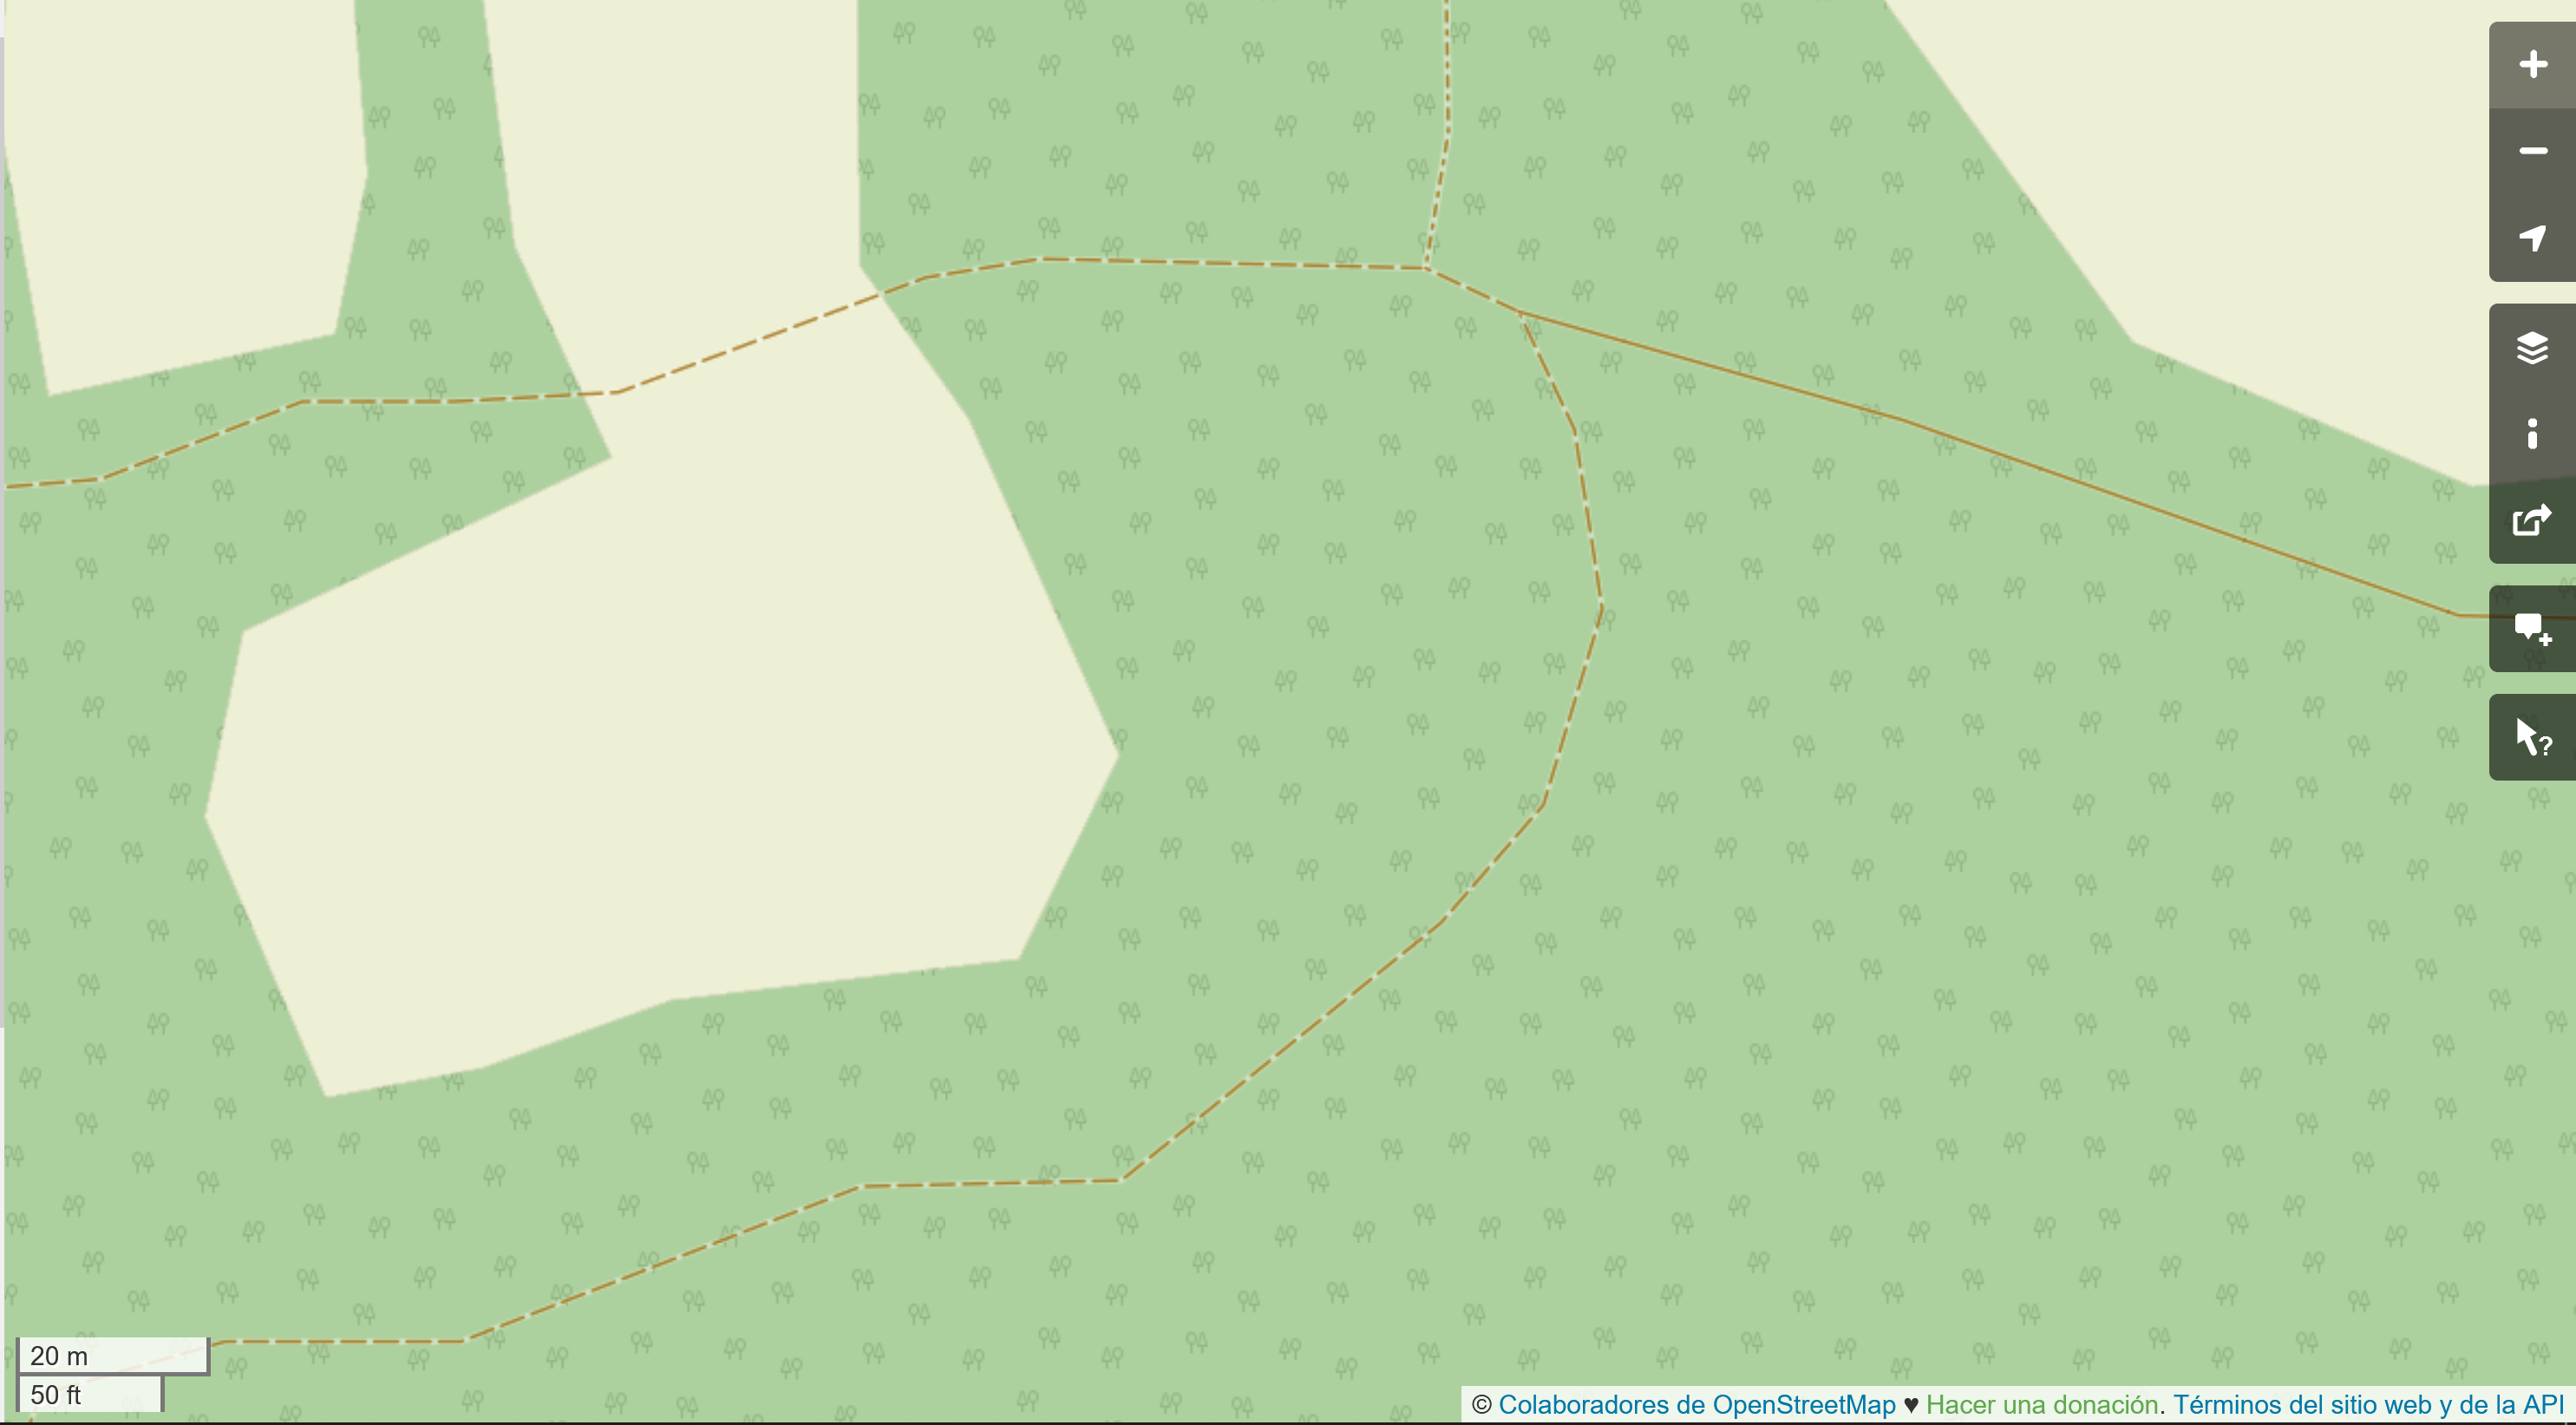 20 m
50 ft
© Colaboradores de OpenStreetMap ♥ Hacer una donación. Términos del sitio web y de la API